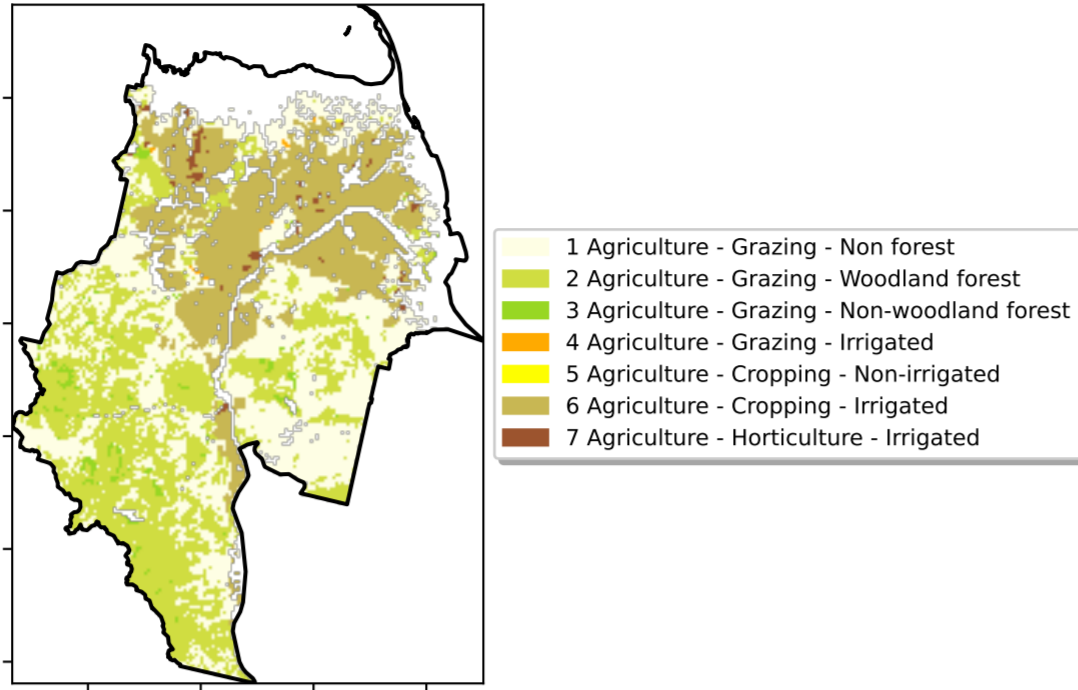 1 Agriculture - Grazing - Non forest
2 Agriculture - Grazing - Woodland forest
3 Agriculture - Grazing - Non-woodland forest
4 Agriculture - Grazing - Irrigated
5 Agriculture - Cropping - Non-irrigated
6 Agriculture - Cropping - Irrigated
7 Agriculture - Horticulture - Irrigated